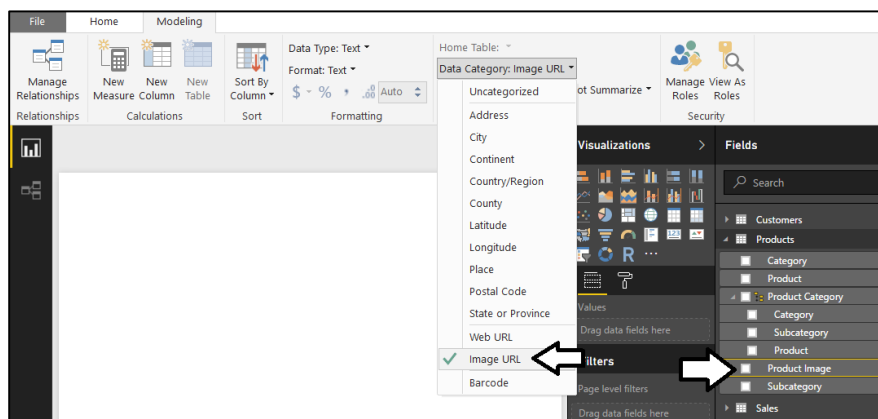 File Home Modeling
Manage
Relationships
New
Measure
New
Column
New
Table
Sort By
Column
Data Type: Text
Format: Text
$ % , .00 Auto
Home Table:
Data Category: Image URL
ot Summarize
Manage
Roles
View As
Roles
Relationships Calculations Sort Formatting Security
Uncategorized
Address
City
Continent
Country/Region
County
Latitude
Longitude
Place
Postal Code
State or Province
Web URL
Image URL
Barcode
Visualizations
R
123
Values
Drag data fields here
ilters
Page level filters
Drag data fields here
Fields
Search
Customers
Products
Category
Product
Product Category
Category
Subcategory
Product
Product Image
Subcategory
Sales